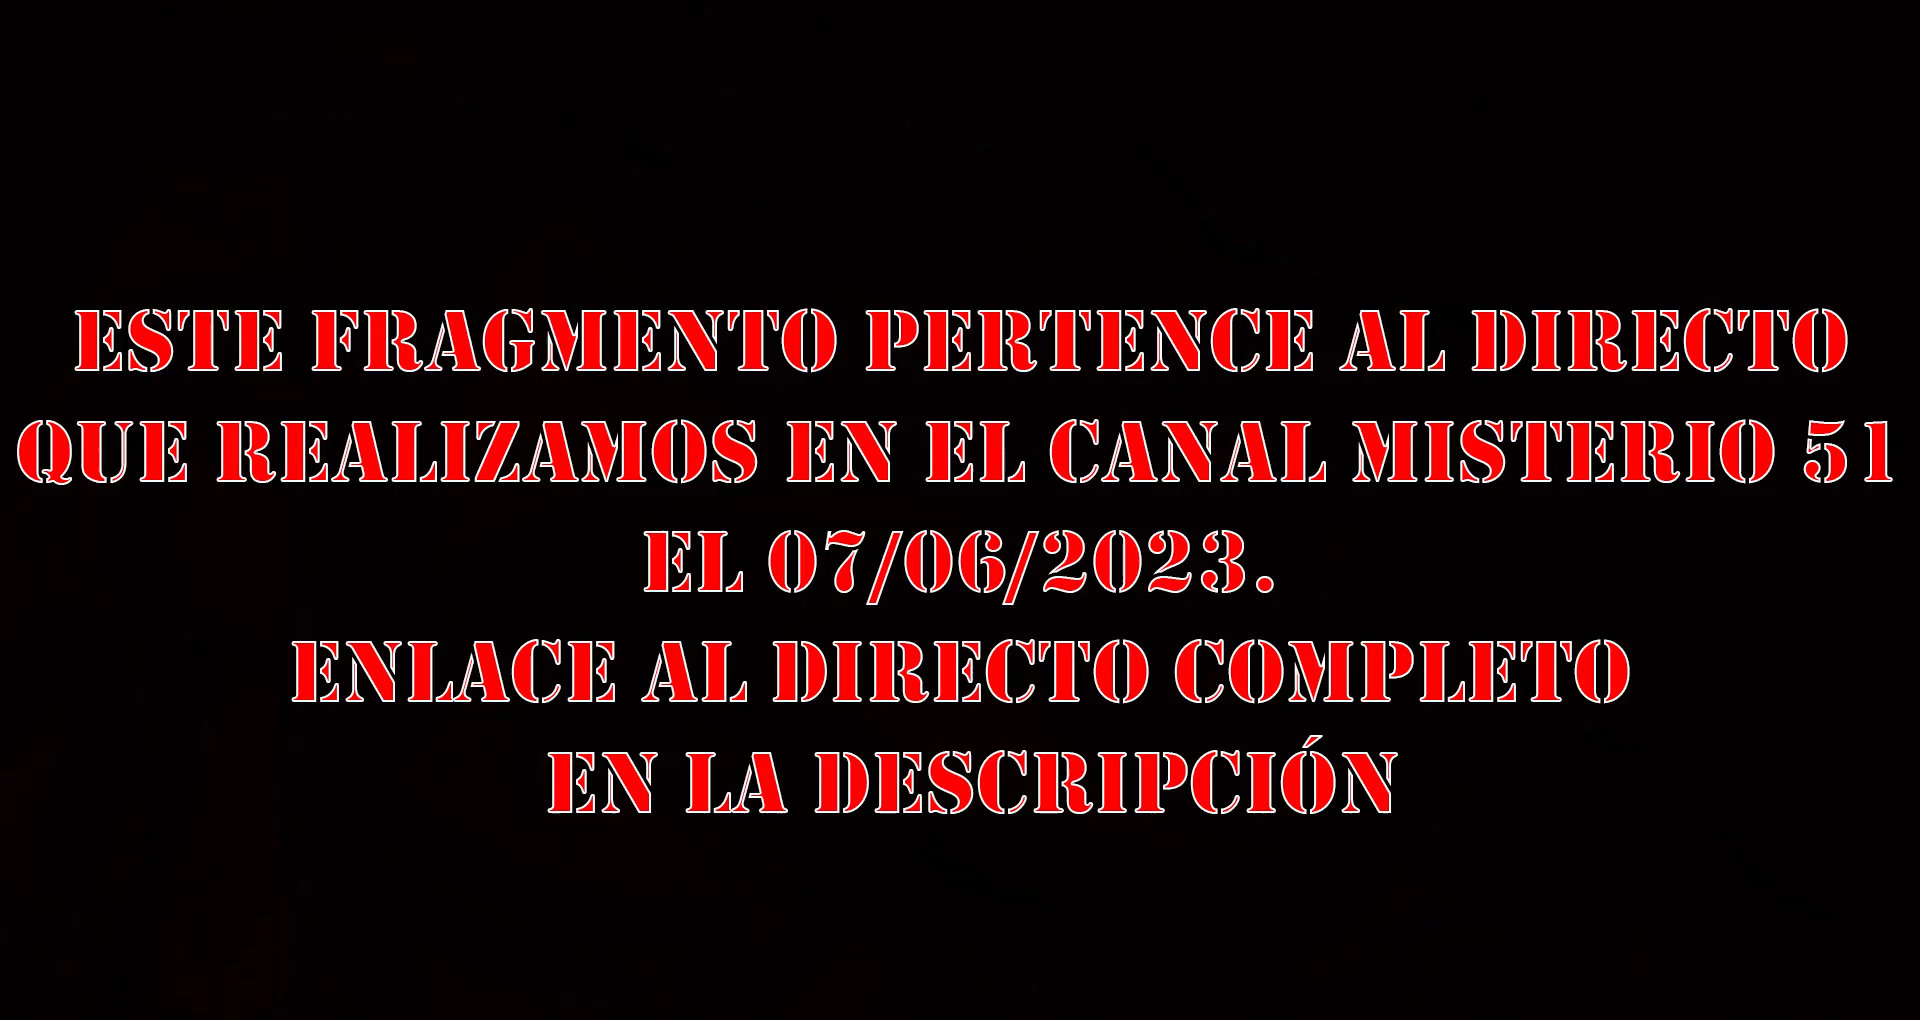 ESTE FRAGMENTO PERTENCE AL DIRECTO
QUE REALIZAMOS EN EL CANAL MISTERIO 51
EL 07/06/2023.
ENLACE AL DIRECTO COMPLETO
EN LA DESCRIPCIÓN